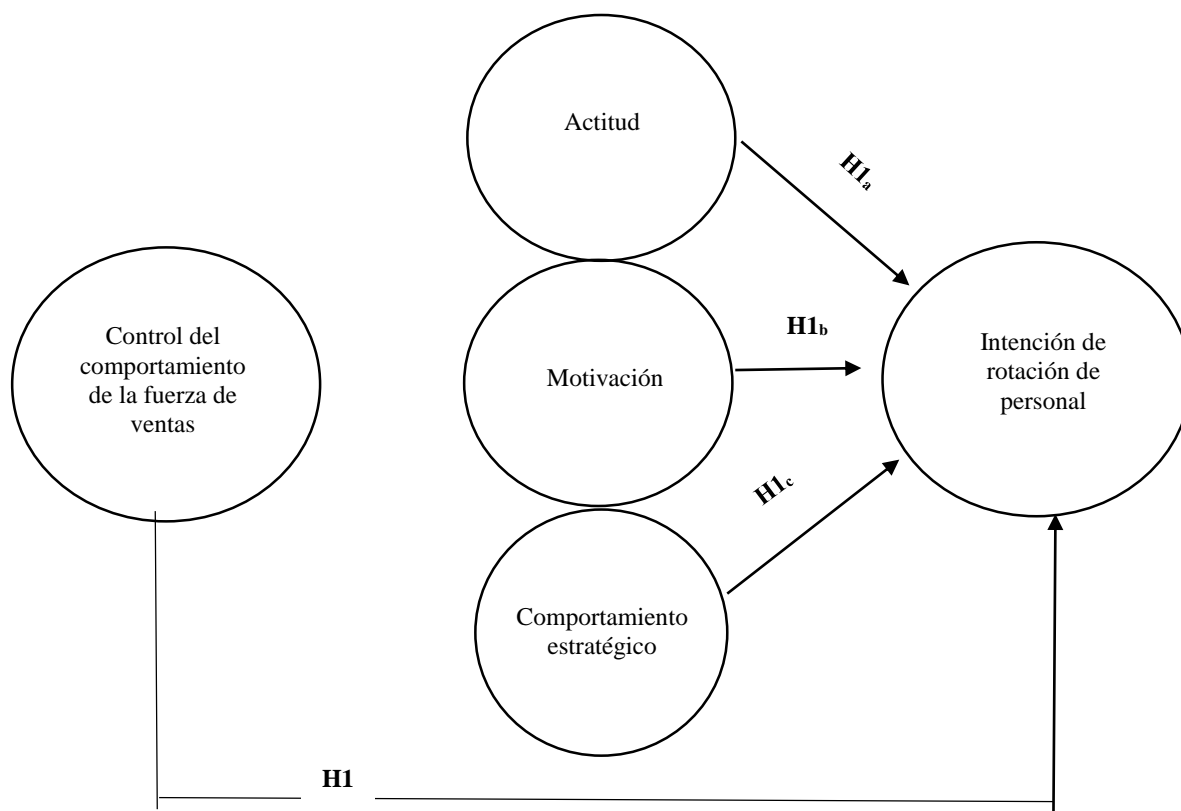 Actitud
H1a
Control del
comportamiento
de la fuerza de
ventas
Motivación
H1b
Intención de
rotación de
personal
H1c
Comportamiento
estratégico
H1